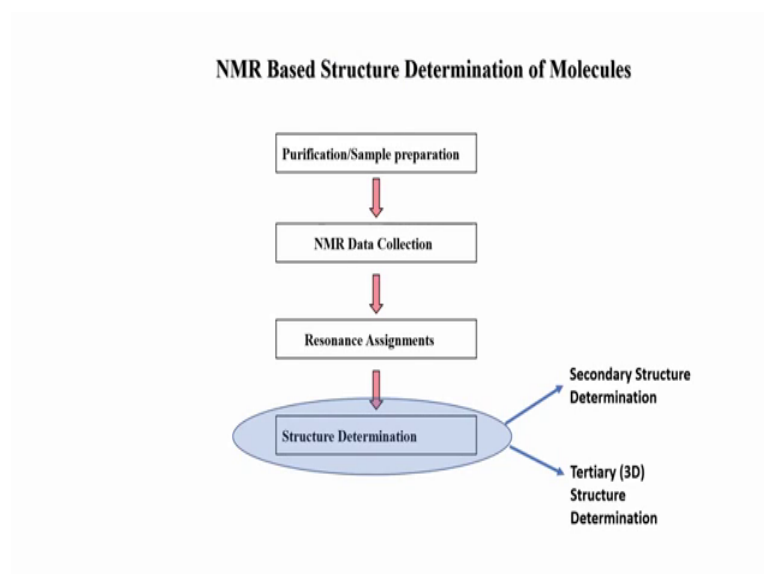 NMR Based Structure Determination of Molecules
Purification/Sample preparation
NMR Data Collection
Resonance Assignments
Structure Determination
Secondary Structure
Determination
Tertiary (3D)
Structure
Determination